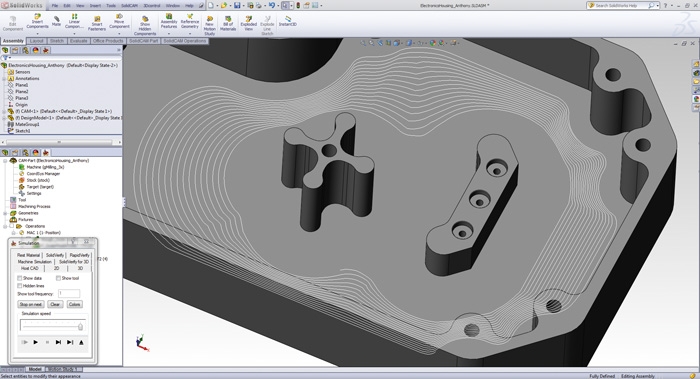 SolidWorks
File Edit View Insert Tools SolidCAM 3Dcontrol Window Help
ElectronicsHousing_Anthony.SLDASM *
Edit Component
Insert Components
Mate
Linear Compon...
Smart Fasteners
Move Component
Show Hidden Components
Assembly Features
Reference Geometry
New Motion Study
Bill of Materials
Exploded View
Explode Line Sketch
Instant3D
Assembly Layout Sketch Evaluate Office Products SolidCAM Part SolidCAM Operations
ElectronicsHousing_Anthony (Default<Default_Display State-2>)
Sensors
Annotations
Plane1
Plane2
Plane3
Origin
(f) CAM<1> (Default<<Default>_Display State 1>)
(f) DesignModel<1> (Default<<Default>_Display State 1>)
MateGroup1
Sketch1
CAM-Part (ElectronicsHousing_Anthony)
Machine (gMilling_3x)
CoordSys Manager
Stock (stock)
Target (target)
Settings
Tool
Machining Process
Geometries
Fixtures
Operations
MAC 1 (1- Position)
Simulation
Rest Material SolidVerify RapidVerify
Machine Simulation SolidVerify for 3D
Host CAD 2D 3D
Show data Show tool
Hidden lines
Show tool frequency: 1
Stop on next Clear Colors
Simulation speed
Model Motion Study 1
Select entities to modify their appearance
Fully Defined Editing Assembly